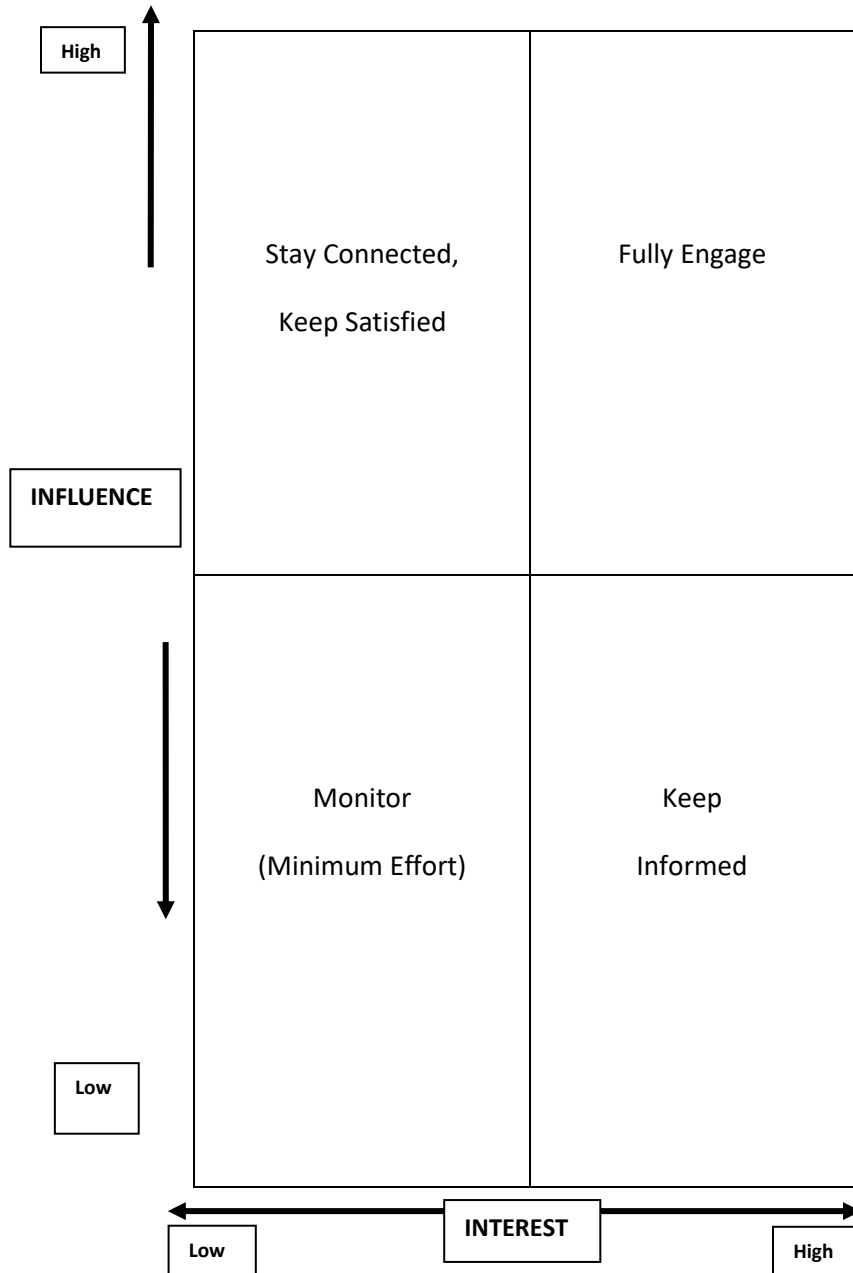 High
Stay Connected,
Keep Satisfied
Fully Engage
INFLUENCE
Monitor
(Minimum Effort)
Keep
Informed
Low
INTEREST
Low
High